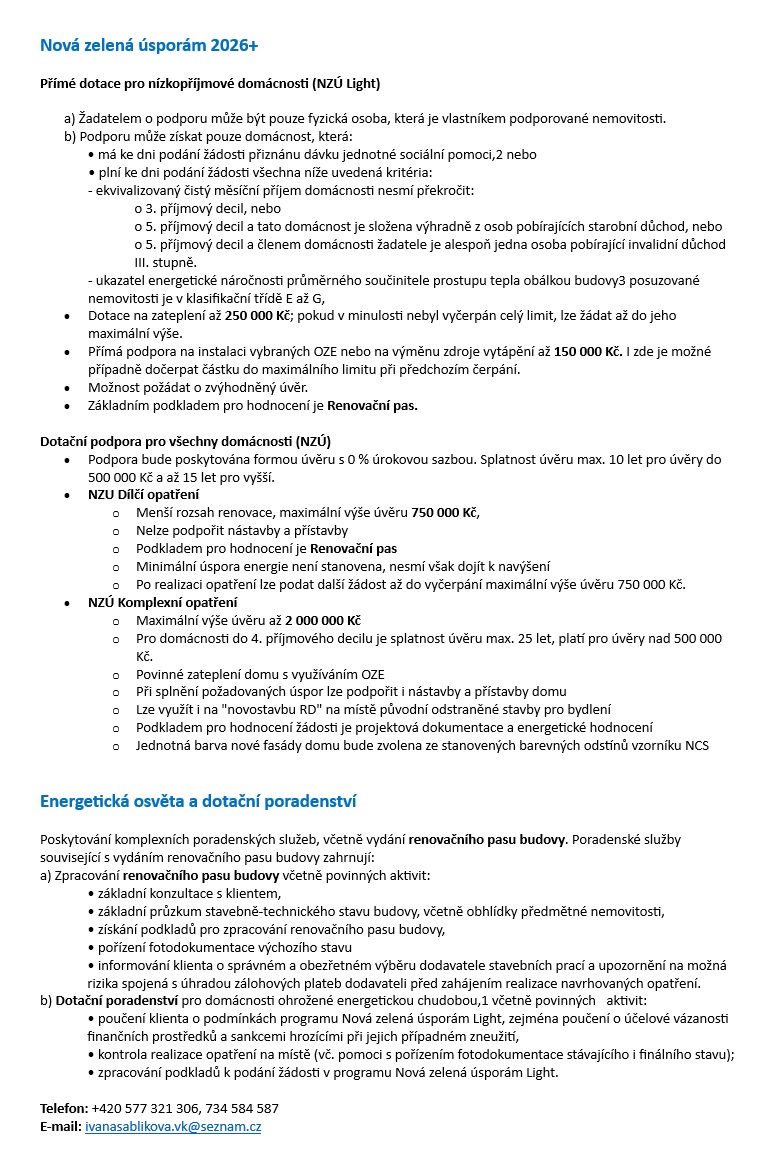 Nová zelená úsporám 2026+
Přímé dotace pro nízkopříjmové domácnosti (NZÚ Light)
a) Žadatelem o podporu může být pouze fyzická osoba, která je vlastníkem podporované nemovitosti.
b) Podporu může získat pouze domácnost, která:
• má ke dni podání žádosti přiznánu dávku jednotné sociální pomoci,2 nebo
• plní ke dni podání žádosti všechna níže uvedená kritéria:
- ekvivalizovaný čistý měsíční příjem domácnosti nesmí překročit:
o 3. příjmový decil, nebo
o 5. příjmový decil a tato domácnost je složena výhradně z osob pobírajících starobní důchod, nebo
o 5. příjmový decil a členem domácnosti žadatele je alespoň jedna osoba pobírající invalidní důchod
III. stupně.
- ukazatel energetické náročnosti průměrného součinitele prostupu tepla obálkou budovy3 posuzované
nemovitosti je v klasifikační třídě E až G,
• Dotace na zateplení až 250 000 Kč; pokud v minulosti nebyl vyčerpán celý limit, lze žádat až do jeho
maximální výše.
• Přímá podpora na instalaci vybraných OZE nebo na výměnu zdroje vytápění až 150 000 Kč. I zde je možné
případně dočerpat částku do maximálního limitu při předchozím čerpání.
• Možnost požádat o zvýhodněný úvěr.
• Základním podkladem pro hodnocení je Renovační pas.
Dotační podpora pro všechny domácnosti (NZÚ)
• Podpora bude poskytována formou úvěru s 0 % úrokovou sazbou. Splatnost úvěru max. 10 let pro úvěry do
500 000 Kč a až 15 let pro vyšší.
• NZU Dílčí opatření
o Menší rozsah renovace, maximální výše úvěru 750 000 Kč,
o Nelze podpořit nástavby a přístavby
o Podkladem pro hodnocení je Renovační pas
o Minimální úspora energie není stanovena, nesmí však dojít k navýšení
o Po realizaci opatření lze podat další žádost až do vyčerpání maximální výše úvěru 750 000 Kč.
• NZÚ Komplexní opatření
o Maximální výše úvěru až 2 000 000 Kč
o Pro domácnosti do 4. příjmového decilu je splatnost úvěru max. 25 let, platí pro úvěry nad 500 000
Kč.
o Povinné zateplení domu s využíváním OZE
o Při splnění požadovaných úspor lze podpořit i nástavby a přístavby domu
o Lze využít i na "novostavbu RD" na místě původní odstraněné stavby pro bydlení
o Podkladem pro hodnocení žádosti je projektová dokumentace a energetické hodnocení
o Jednotná barva nové fasády domu bude zvolena ze stanovených barevných odstínů vzorníku NCS
Energetická osvěta a dotační poradenství
Poskytování komplexních poradenských služeb, včetně vydání renovačního pasu budovy. Poradenské služby
související s vydáním renovačního pasu budovy zahrnují:
a) Zpracování renovačního pasu budovy včetně povinných aktivit:
• základní konzultace s klientem,
• základní průzkum stavebně-technického stavu budovy, včetně obhlídky předmětné nemovitosti,
• získání podkladů pro zpracování renovačního pasu budovy,
• pořízení fotodokumentace výchozího stavu
• informování klienta o správném a obezřetném výběru dodavatele stavebních prací a upozornění na možná
rizika spojená s úhradou zálohových plateb dodavateli před zahájením realizace navrhovaných opatření.
b) Dotační poradenství pro domácnosti ohrožené energetickou chudobou,1 včetně povinných aktivit:
• poučení klienta o podmínkách programu Nová zelená úsporám Light, zejména poučení o účelové vázanosti
finančních prostředků a sankcemi hrozícími při jejich případném zneužití,
• kontrola realizace opatření na místě (vč. pomoci s pořízením fotodokumentace stávajícího i finálního stavu);
• zpracování podkladů k podání žádosti v programu Nová zelená úsporám Light.
Telefon: +420 577 321 306, 734 584 587
E-mail: ivanasablikova.vk@seznam.cz